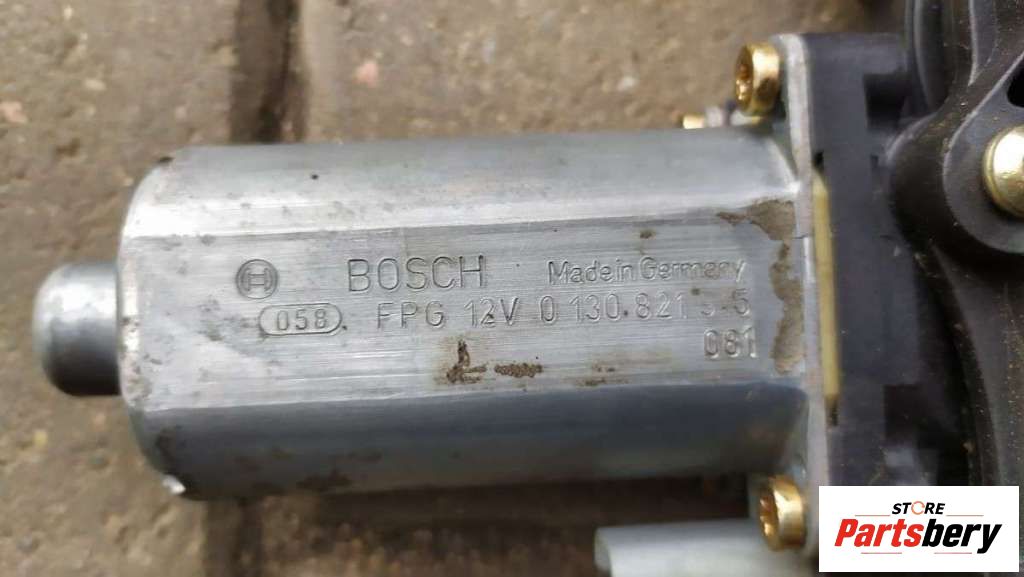 BOSCH Made in Germany
058 FPG 12V 0 130 821
081
STORE
Partsbery